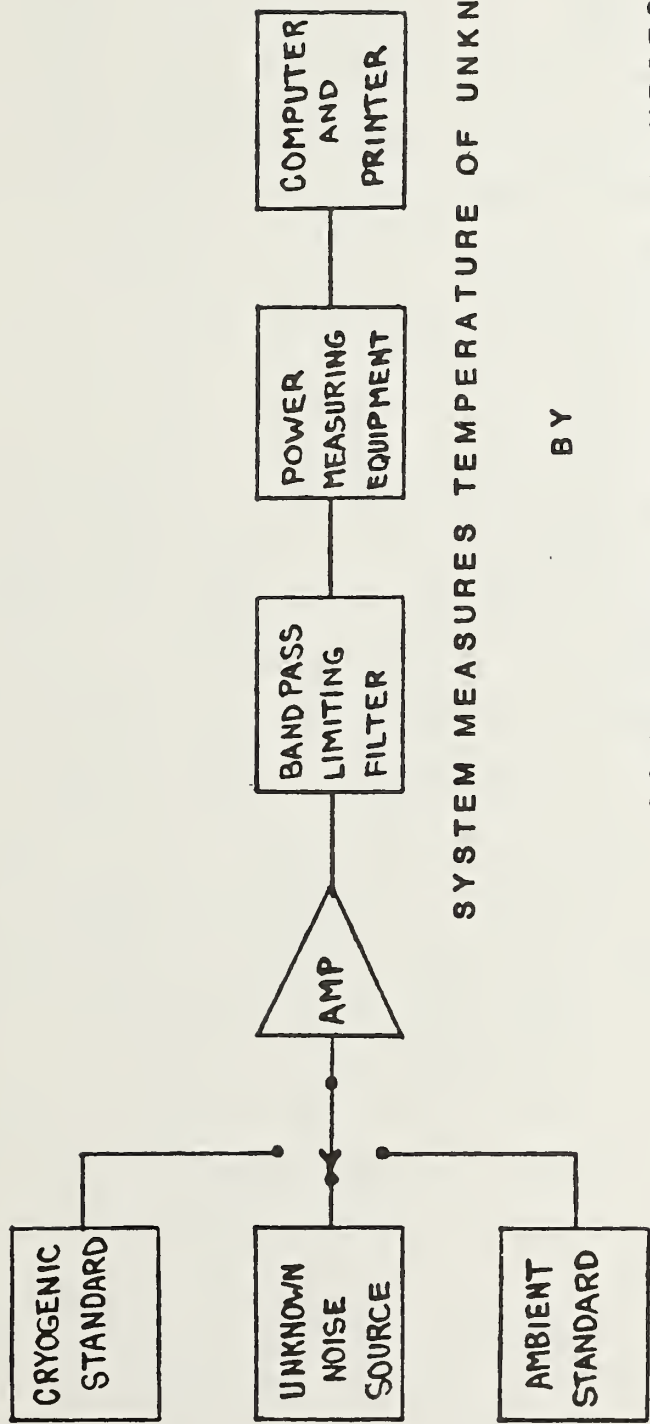 CRYOGENIC
STANDARD
UNKNOWN
NOISE
SOURCE
AMBIENT
STANDARD
AMP
BAND PASS
LIMITING
FILTER
POWER
MEASURING
EQUIPMENT
COMPUTER
AND
PRINTER
SYSTEM MEASURES TEMPERATURE OF UNKN
BY